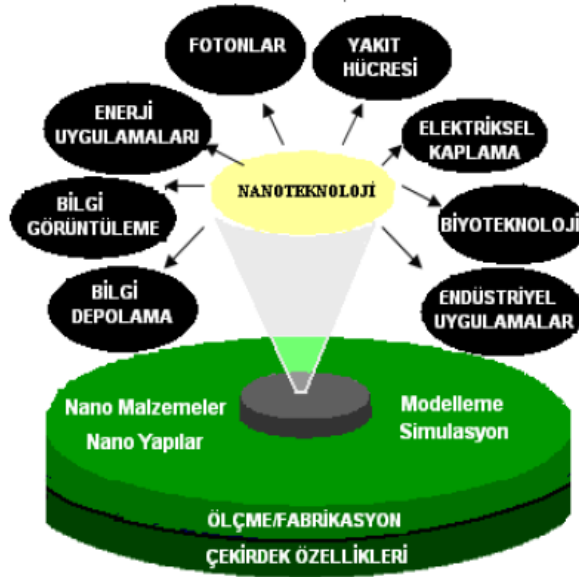 FOTONLAR
YAKIT
HÜCRESİ
ENERJİ
UYGULAMALARI
ELEKTRİKSEL
KAPLAMA
NANOTEKNOLOJİ
BİLGİ
GÖRÜNTÜLEME
BİYOTEKNOLOJİ
BİLGİ
DEPOLAMA
ENDÜSTRİYEL
UYGULAMALAR
Nano Malzemeler
Nano Yapılar
Modelleme
Simulasyon
ÖLÇME/FABRİKASYON
ÇEKİRDEK ÖZELLİKLERİ